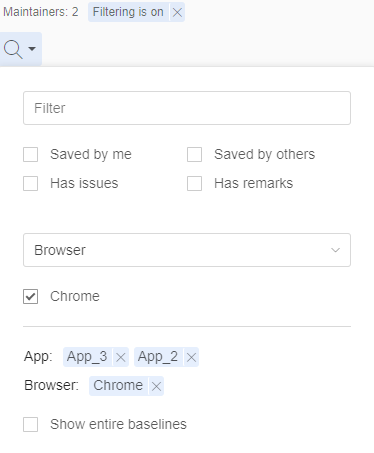 Maintainers: 2 Filtering is on
Filter
Saved by me Saved by others
Has issues Has remarks
Browser
Chrome
App: App_3 App_2
Browser: Chrome
Show entire baselines